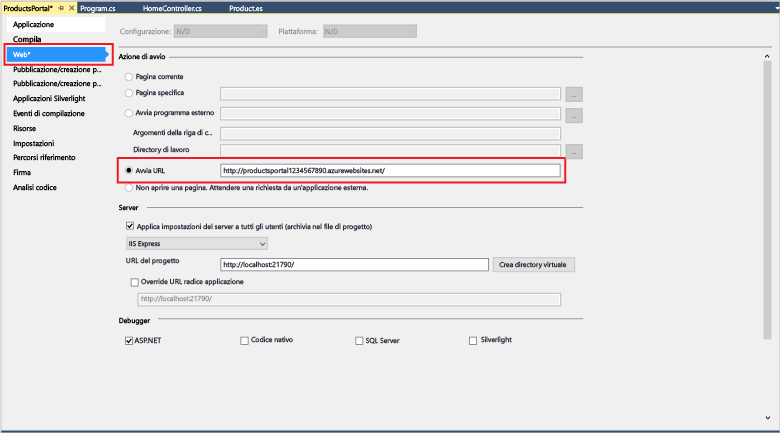 ProductsPortal* Program.cs HomeController.cs Product.es
Applicazione
Compila
Web*
Pubblicazione/creazione p...
Pubblicazione/creazione p...
Applicazioni Silverlight
Eventi di compilazione
Risorse
Impostazioni
Percorsi riferimento
Firma
Analisi codice
Configurazione: N/D Piattaforma: N/D
Azione di avvio
Pagina corrente
Pagina specifica ...
Avvia programma esterno ...
Argomenti della riga di c...
Directory di lavoro ...
Avvia URL http://productsportal1234567890.azurewebsites.net/
Non aprire una pagina. Attendere una richiesta da un'applicazione esterna.
Server
Applica impostazioni del server a tutti gli utenti (archivia nel file di progetto)
IIS Express
URL del progetto http://localhost:21790/ Crea directory virtuale
Override URL radice applicazione
http://localhost:21790/
Debugger
ASP.NET Codice nativo SQL Server Silverlight